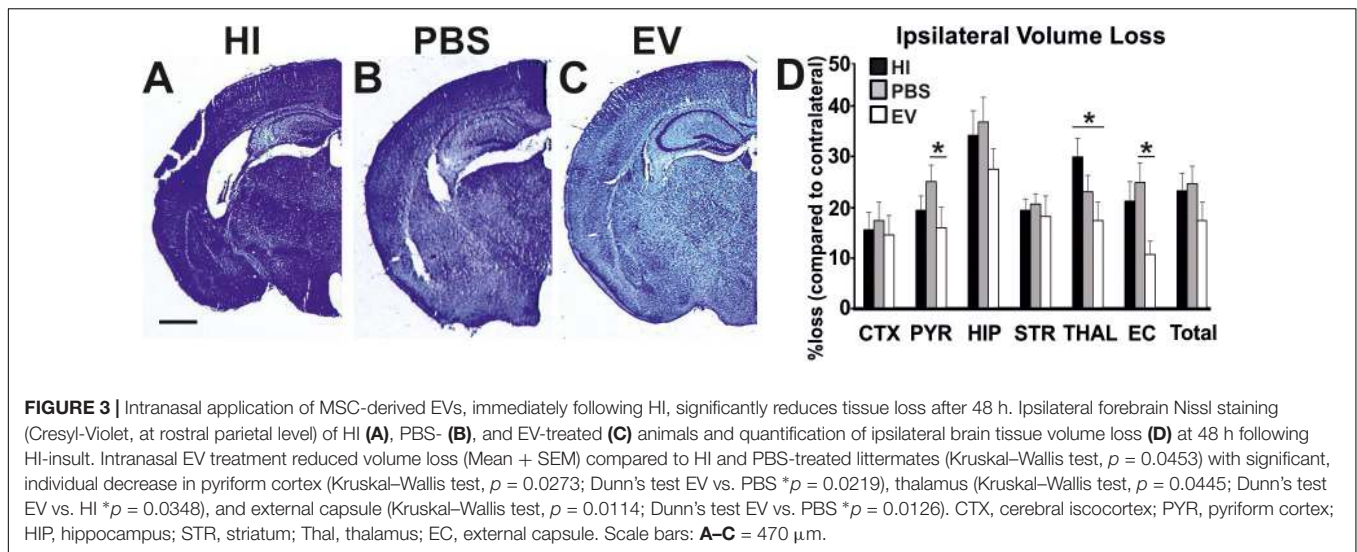 HI
PBS
EV
A
B
C
D
Ipsilateral Volume Loss
%loss (compared to contralateral)
50
40
30
20
10
0
HI
PBS
EV
*
*
*
CTX PYR HIP STR THAL EC Total
FIGURE 3 | Intranasal application of MSC-derived EVs, immediately following HI, significantly reduces tissue loss after 48 h. Ipsilateral forebrain Nissl staining
(Cresyl-Violet, at rostral parietal level) of HI (A), PBS- (B), and EV-treated (C) animals and quantification of ipsilateral brain tissue volume loss (D) at 48 h following
HI-insult. Intranasal EV treatment reduced volume loss (Mean + SEM) compared to HI and PBS-treated littermates (Kruskal–Wallis test, p = 0.0453) with significant,
individual decrease in pyriform cortex (Kruskal–Wallis test, p = 0.0273; Dunn's test EV vs. PBS *p = 0.0219), thalamus (Kruskal–Wallis test, p = 0.0445; Dunn's test
EV vs. HI *p = 0.0348), and external capsule (Kruskal–Wallis test, p = 0.0114; Dunn's test EV vs. PBS *p = 0.0126). CTX, cerebral iscocortex; PYR, pyriform cortex;
HIP, hippocampus; STR, striatum; Thal, thalamus; EC, external capsule. Scale bars: A–C = 470 μm.